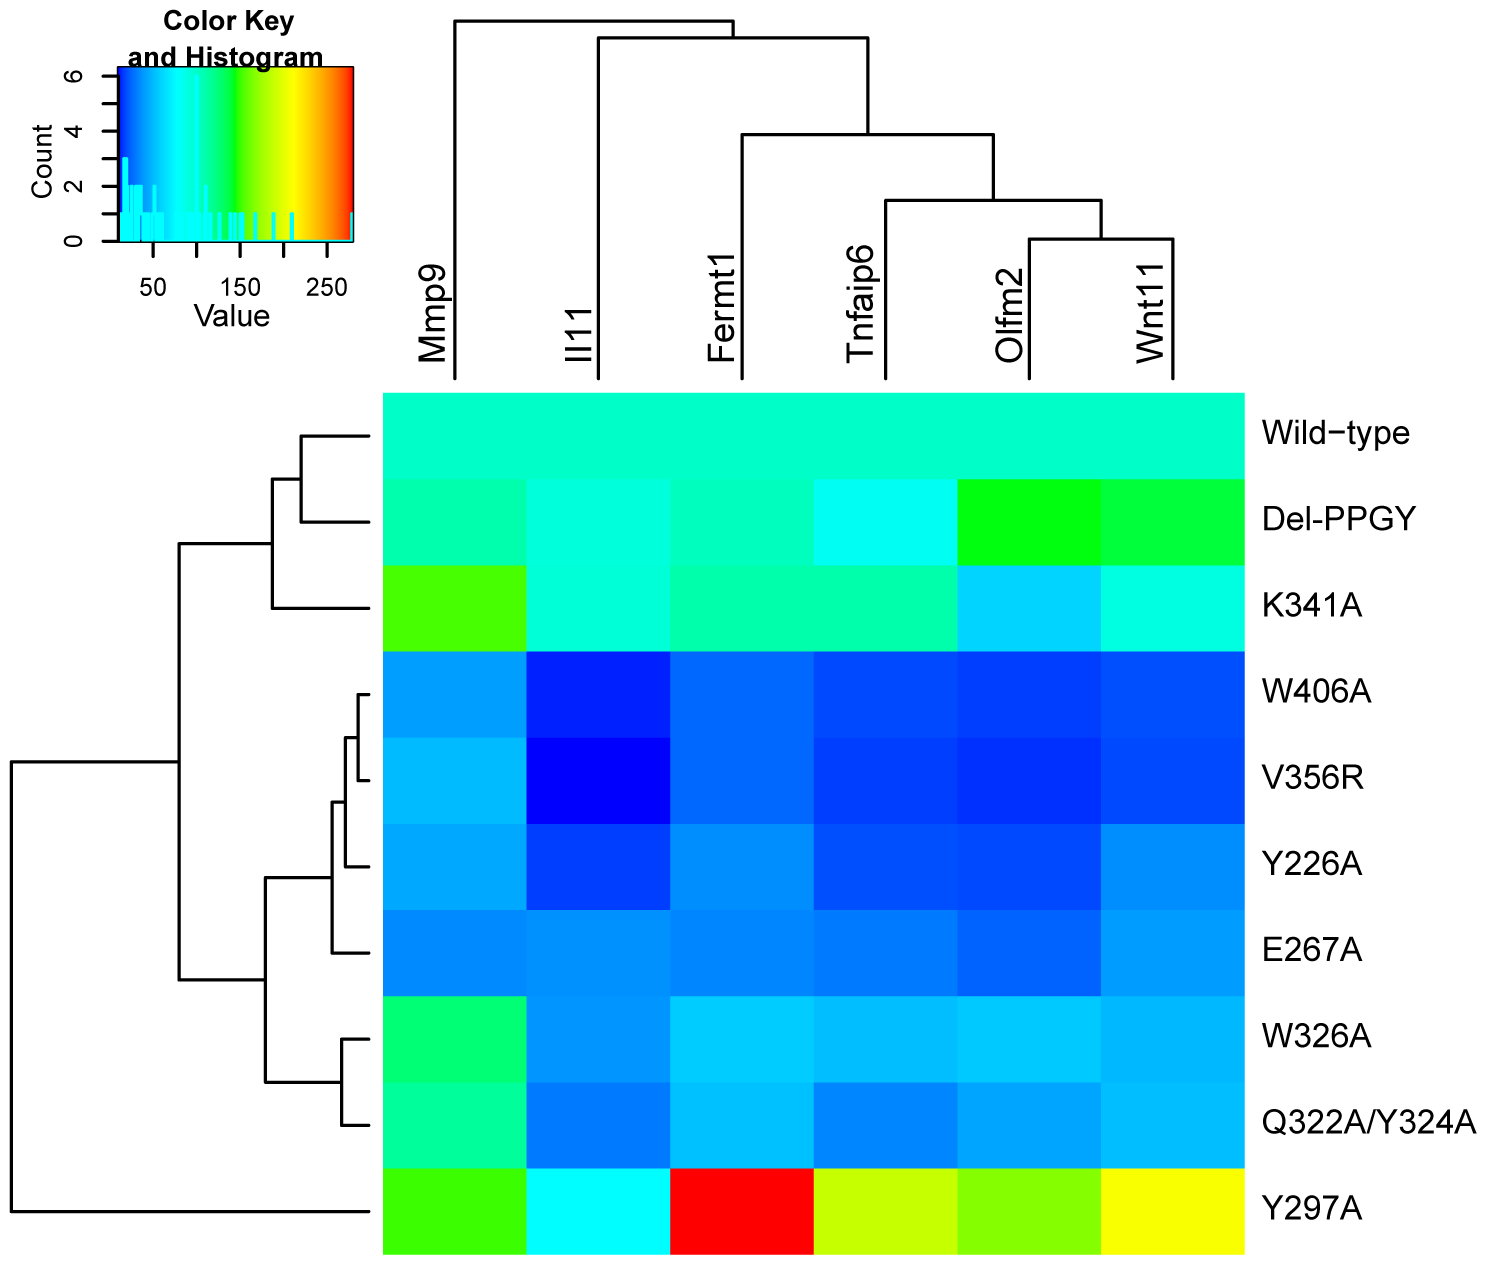 Color Key
and Histogram
Count
0 2 4 6
50 150 250
Value
Mmp9
Il11
Fermt1
Tnfaip6
Olfm2
Wnt11
Wild−type
Del-PPGY
K341A
W406A
V356R
Y226A
E267A
W326A
Q322A/Y324A
Y297A